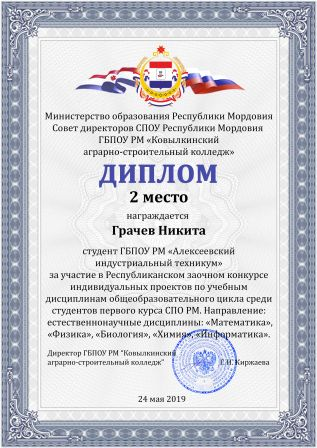 Министерство образования Республики Мордовия
Совет директоров СПОУ Республики Мордовия
ГБПОУ РМ «Ковылкинский
аграрно-строительный колледж»
ДИПЛОМ
2 место
награждается
Грачев Никита
студент ГБПОУ РМ «Алексеевский
индустриальный техникум»
за участие в Республиканском заочном конкурсе
индивидуальных проектов по учебным
дисциплинам общеобразовательного цикла среди
студентов первого курса СПО РМ. Направление:
естественнонаучные дисциплины: «Математика»,
«Физика», «Биология», «Химия», «Информатика».
Директор ГБПОУ РМ "Ковылкинский
аграрно-строительный колледж" Г.И. Киржаева
24 мая 2019